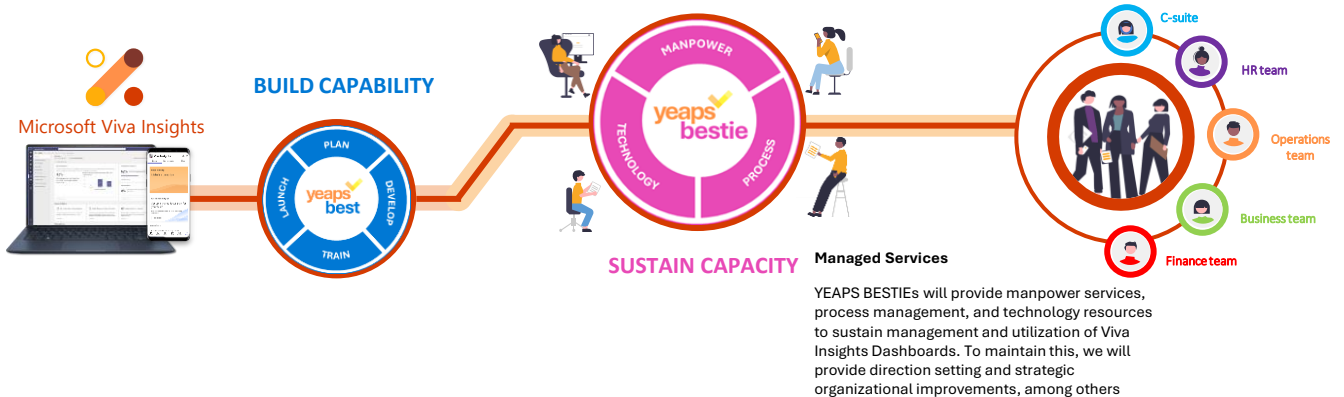 Microsoft Viva Insights
BUILD CAPABILITY
PLAN
DEVELOP
TRAIN
LAUNCH
yeaps
best
MANPOWER
PROCESS
TECHNOLOGY
yeaps
bestie
SUSTAIN CAPACITY
C-suite
HR team
Operations
team
Business team
Finance team
Managed Services
YEAPS BESTIEs will provide manpower services,
process management, and technology resources
to sustain management and utilization of Viva
Insights Dashboards. To maintain this, we will
provide direction setting and strategic
organizational improvements, among others